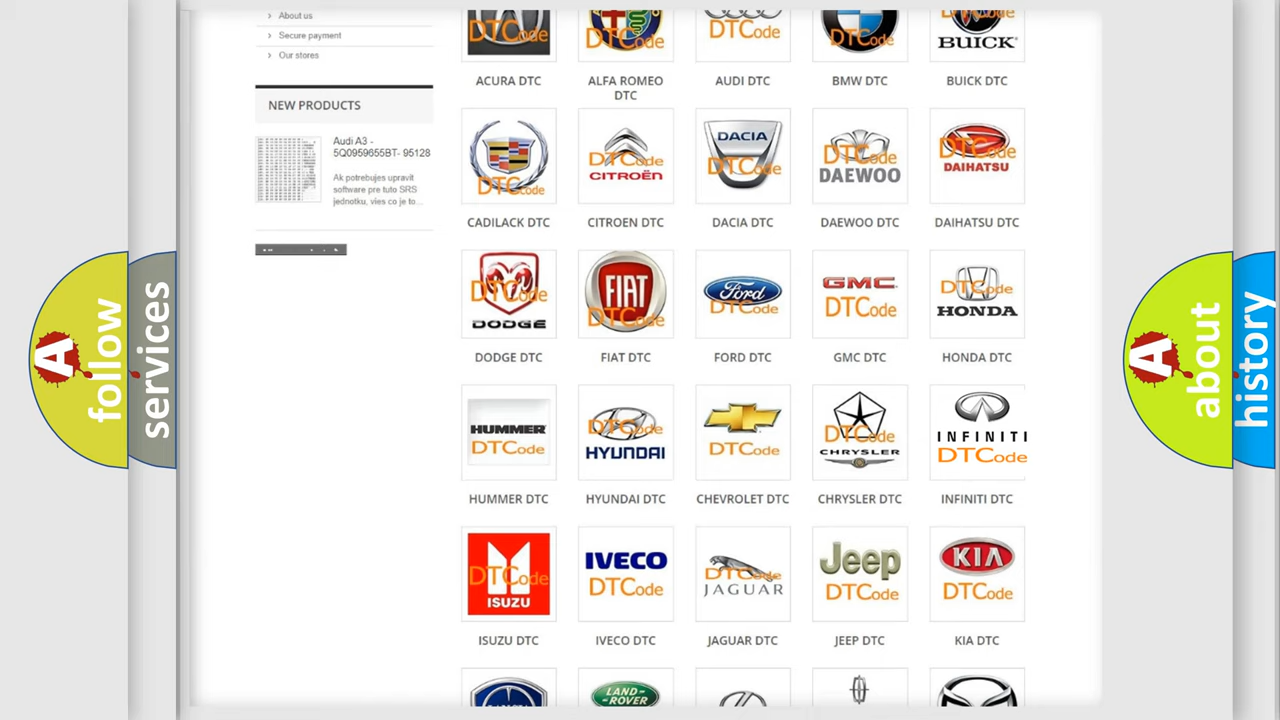 About us
Secure payment
Our stores
NEW PRODUCTS
Audi A3 -
5Q0959655BT- 95128
Ak potrebujes upravit
software pre tuto SRS
jednotku, vies co je to...
DTCode
DTCode
DTCode
DTCode
DTCode
BUICK
ACURA DTC
ALFA ROMEO
DTC
AUDI DTC
BMW DTC
BUICK DTC
DTCode
DTCode
CITROËN
DACIA
DTCode
DTCode
DAEWOO
DTCode
DAIHATSU
CADILACK DTC
CITROEN DTC
DACIA DTC
DAEWOO DTC
DAIHATSU DTC
DTCode
DODGE
FIAT
DTCode
Ford
DTCode
GMC
DTCode
DTCode
HONDA
DODGE DTC
FIAT DTC
FORD DTC
GMC DTC
HONDA DTC
HUMMER
DTCode
DTCode
HYUNDAI
DTCode
DTCode
CHRYSLER
INFINITI
DTCode
HUMMER DTC
HYUNDAI DTC
CHEVROLET DTC
CHRYSLER DTC
INFINITI DTC
DTCode
ISUZU
IVECO
DTCode
DTCode
JAGUAR
Jeep
DTCode
KIA
DTCode
ISUZU DTC
IVECO DTC
JAGUAR DTC
JEEP DTC
KIA DTC
LAND-
ROVER
A
follow
services
A
about
history